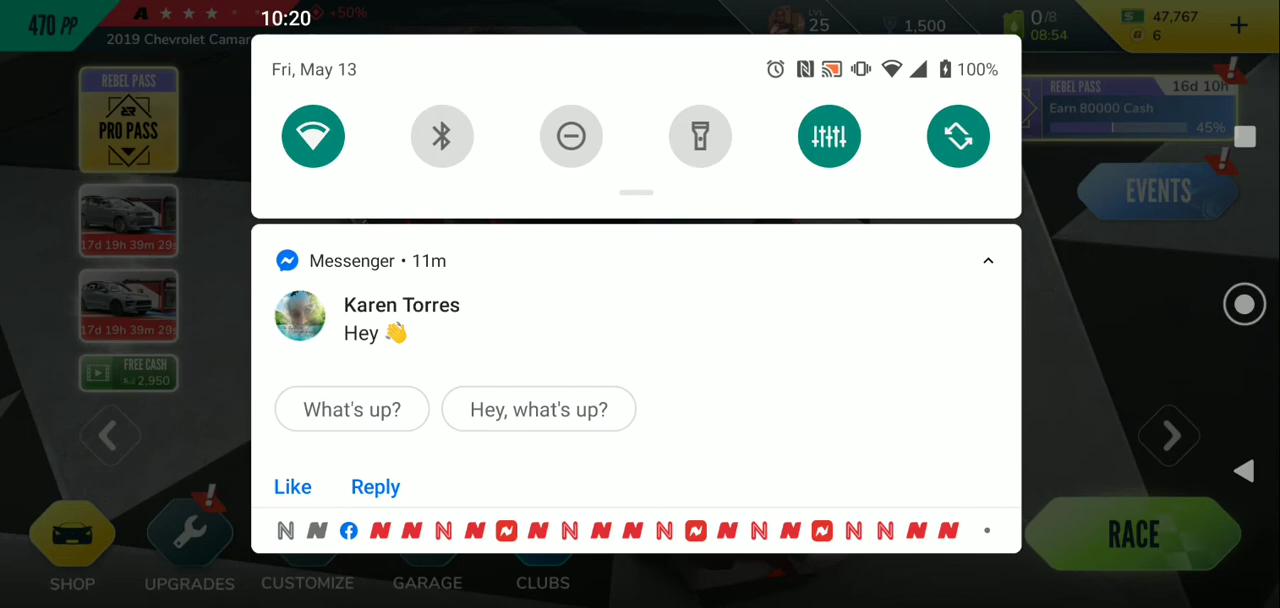 470 PP
A
+50%
2019 Chevrolet Camar
10:20
LVL
25
1,500
0/8
08:54
47,767
6
REBEL PASS
PRO PASS
17d 19h 39m 29s
17d 19h 39m 29s
FREE CASH
2,950
Fri, May 13
100%
Messenger • 11m
Karen Torres
Hey 👋
What's up?
Hey, what's up?
Like
Reply
REBEL PASS
16d 10h
Earn 80000 Cash
45%
EVENTS
RACE
SHOP
UPGRADES
CUSTOMIZE
GARAGE
CLUBS